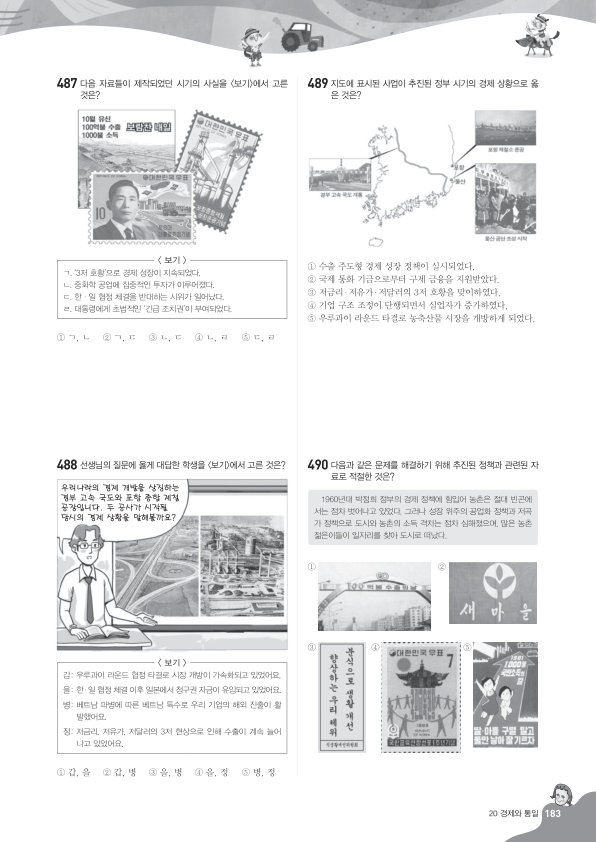 487 다음 자료들이 제작되었던 시기의 사실을 <보기>에서 고른
것은?
10월 유신
100억불 수출
1000불 소득
보람찬 내일
대한민국 우표
대한민국 우표
10
< 보기 >
ㄱ. '3저 호황'으로 경제 성장이 지속되었다.
ㄴ. 중화학 공업에 집중적인 투자가 이루어졌다.
ㄷ. 한·일 협정 체결을 반대하는 시위가 일어났다.
ㄹ. 대통령에게 초법적인 '긴급 조치권'이 부여되었다.
① ㄱ, ㄴ ② ㄱ, ㄷ ③ ㄴ, ㄷ ④ ㄴ, ㄹ ⑤ ㄷ, ㄹ
488 선생님의 질문에 옳게 대답한 학생을 <보기>에서 고른 것은?
우리나라의 경제 개발을 상징하는
경부 고속 국도와 포항 종합 제철
공장입니다. 두 공사가 시작될
당시의 경제 상황을 말해볼까요?
< 보기 >
갑: 우루과이 라운드 협정 타결로 시장 개방이 가속화되고 있었어요.
을: 한·일 협정 체결 이후 일본에서 청구권 자금이 유입되고 있었어요.
병: 베트남 파병에 따른 베트남 특수로 우리 기업의 해외 진출이 활
발했어요.
정: 저금리, 저유가, 저달러의 3저 현상으로 인해 수출이 계속 늘어
나고 있었어요.
① 갑, 을 ② 갑, 병 ③ 을, 병 ④ 을, 정 ⑤ 병, 정
489 지도에 표시된 사업이 추진된 정부 시기의 경제 상황으로 옳
은 것은?
포항 제철소 준공
경부 고속 국도 개통
포항
울산
울산 공단 조성 시작
① 수출 주도형 경제 성장 정책이 실시되었다.
② 국제 통화 기금으로부터 구제 금융을 지원받았다.
③ 저금리·저유가·저달러의 3저 호황을 맞이하였다.
④ 기업 구조 조정이 단행되면서 실업자가 증가하였다.
⑤ 우루과이 라운드 타결로 농축산물 시장을 개방하게 되었다.
490 다음과 같은 문제를 해결하기 위해 추진된 정책과 관련된 자
료로 적절한 것은?
1960년대 박정희 정부의 경제 정책에 힘입어 농촌은 절대 빈곤에
서는 점차 벗어나고 있었다. 그러나 성장 위주의 공업화 정책과 저곡
가 정책으로 도시와 농촌의 소득 격차는 점차 심해졌으며, 많은 농촌
젊은이들이 일자리를 찾아 도시로 떠났다.
①
100억불 수출의 날
②
새마을
③
분식으로 생활 개선
향상하는 우리 체위
④
대한민국 우표
7
⑤
딸·아들 구별 말고
둘만 낳아 잘 기르자
20 경제와 통일 183